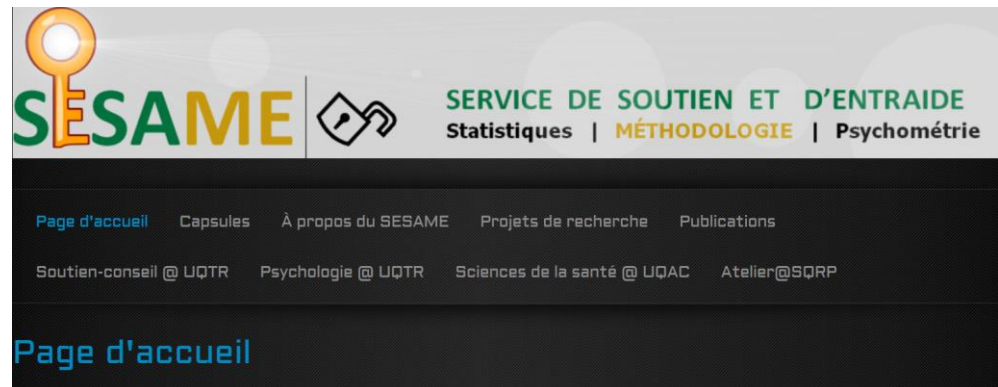 SESAME
SERVICE DE SOUTIEN ET D'ENTRAIDE
Statistiques | MÉTHODOLOGIE | Psychométrie
Page d'accueil Capsules À propos du SESAME Projets de recherche Publications
Soutien-conseil @ UQTR Psychologie @ UQTR Sciences de la santé @ UQAC Atelier@SQRP
Page d'accueil